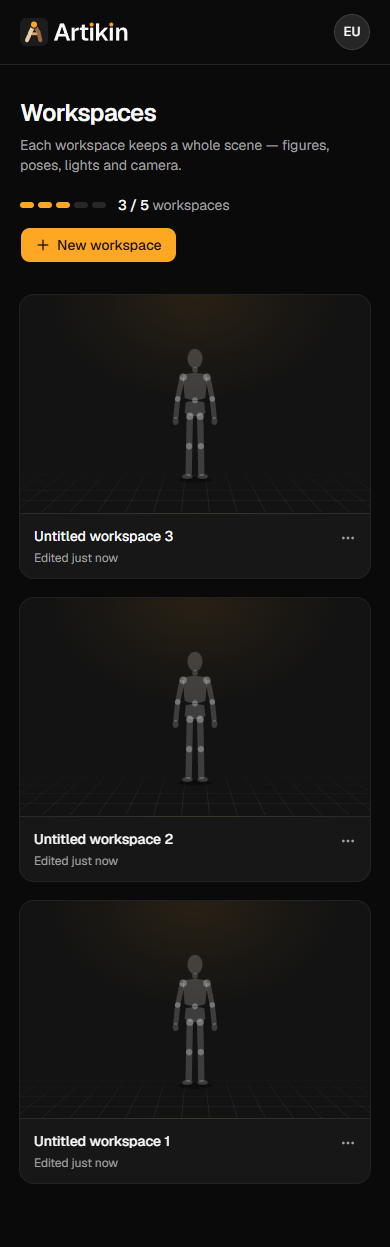 Artikin
EU
Workspaces
Each workspace keeps a whole scene — figures,
poses, lights and camera.
3 / 5 workspaces
+ New workspace
Untitled workspace 3
...
Edited just now
Untitled workspace 2
...
Edited just now
Untitled workspace 1
...
Edited just now